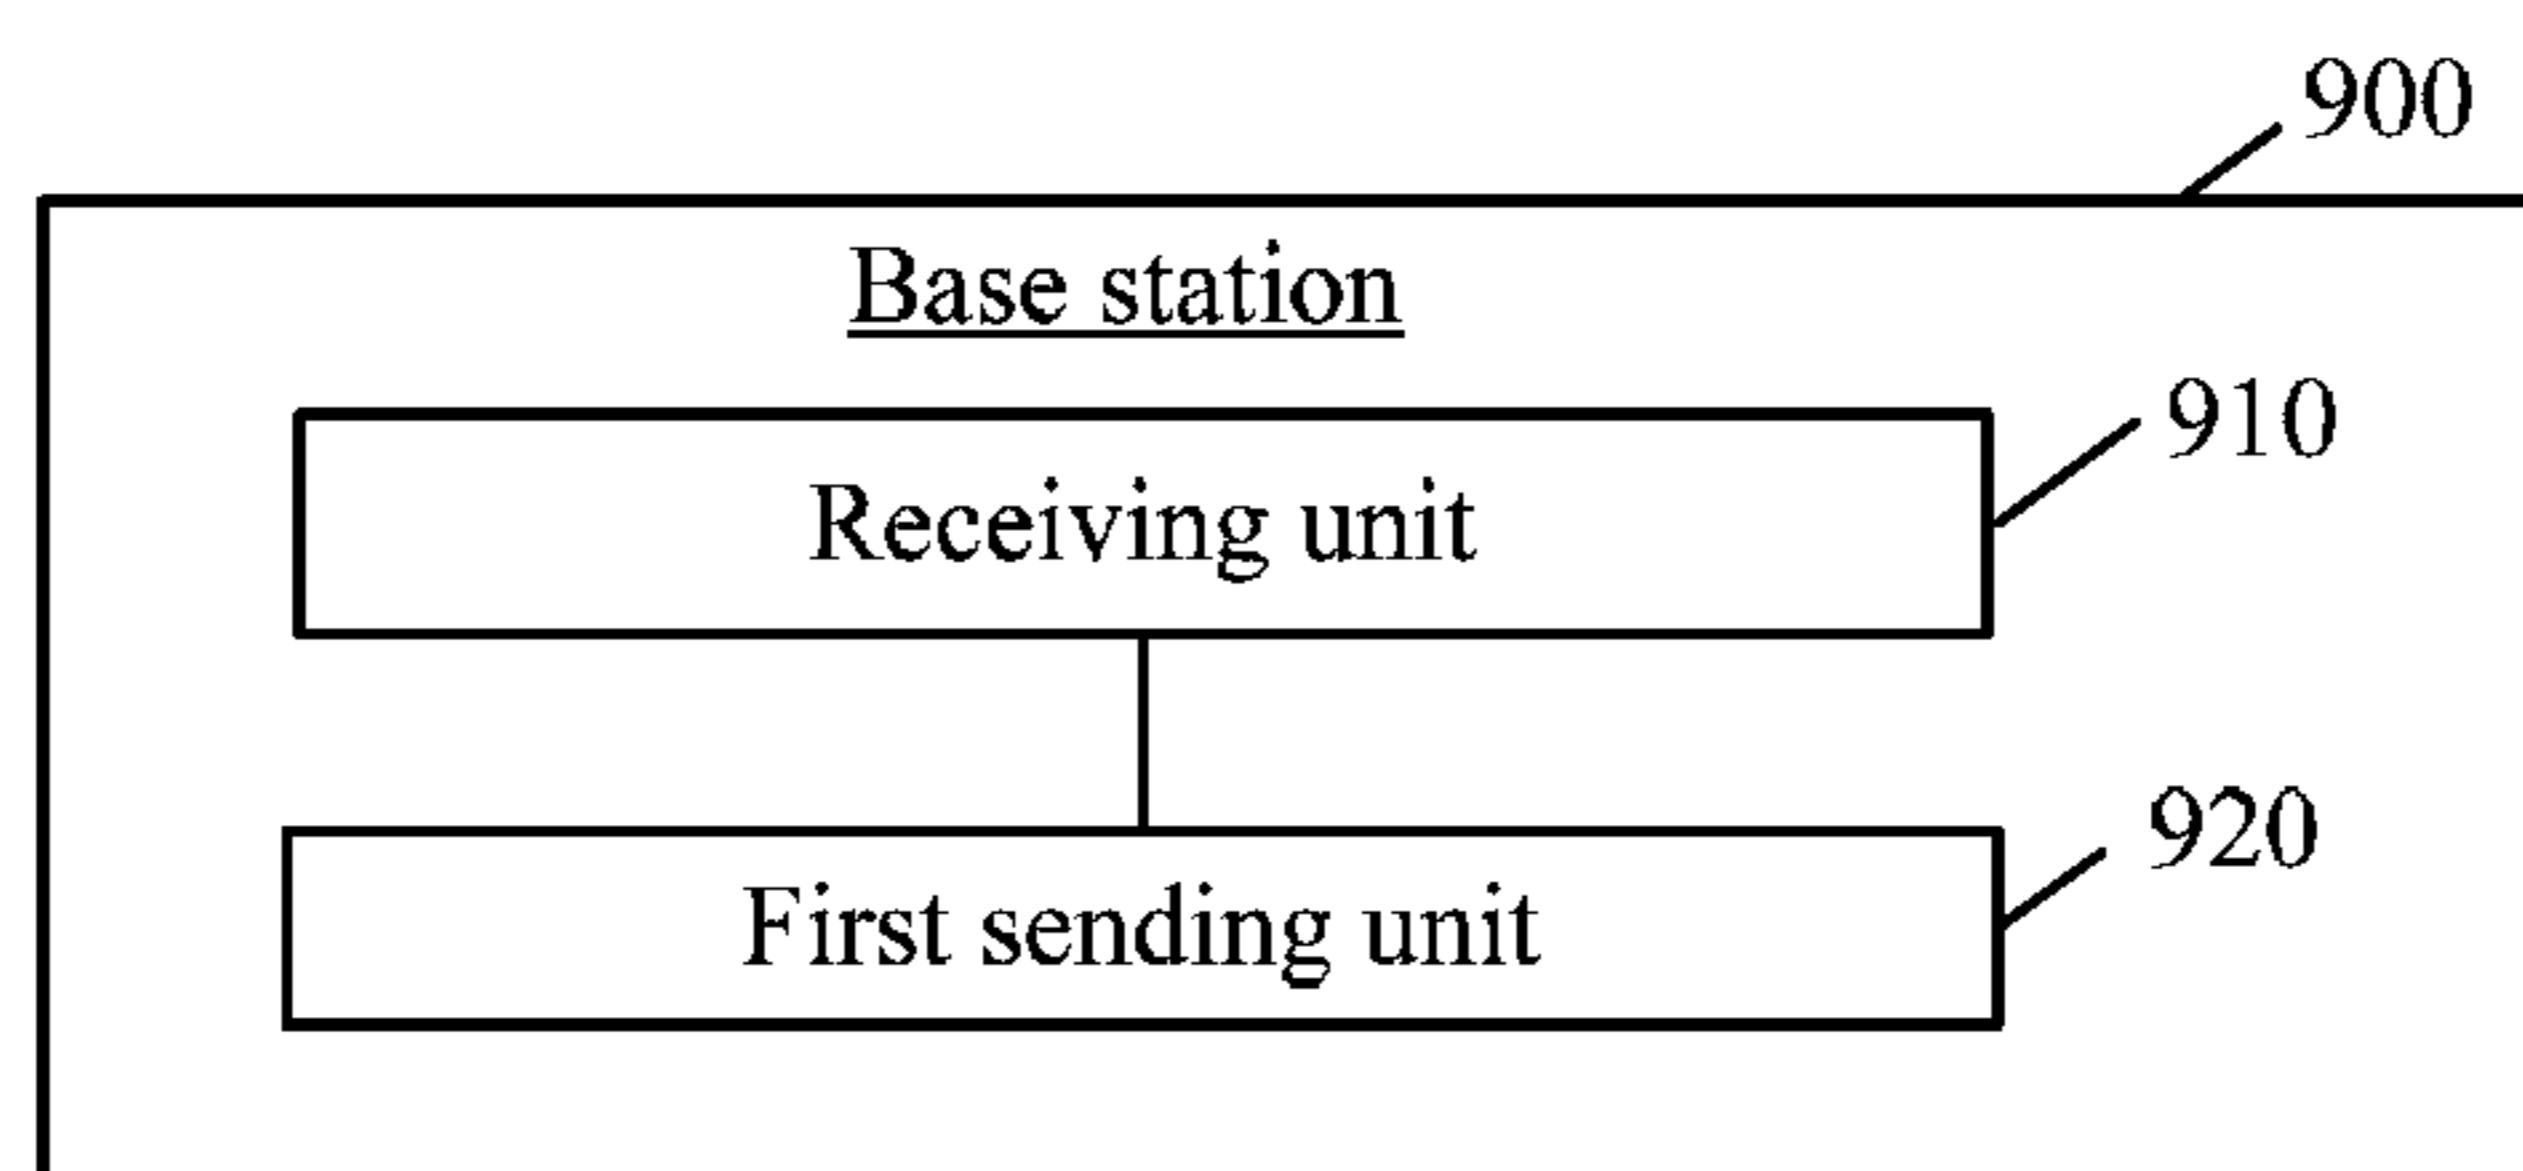 900
Base station
910
Receiving unit
920
First sending unit